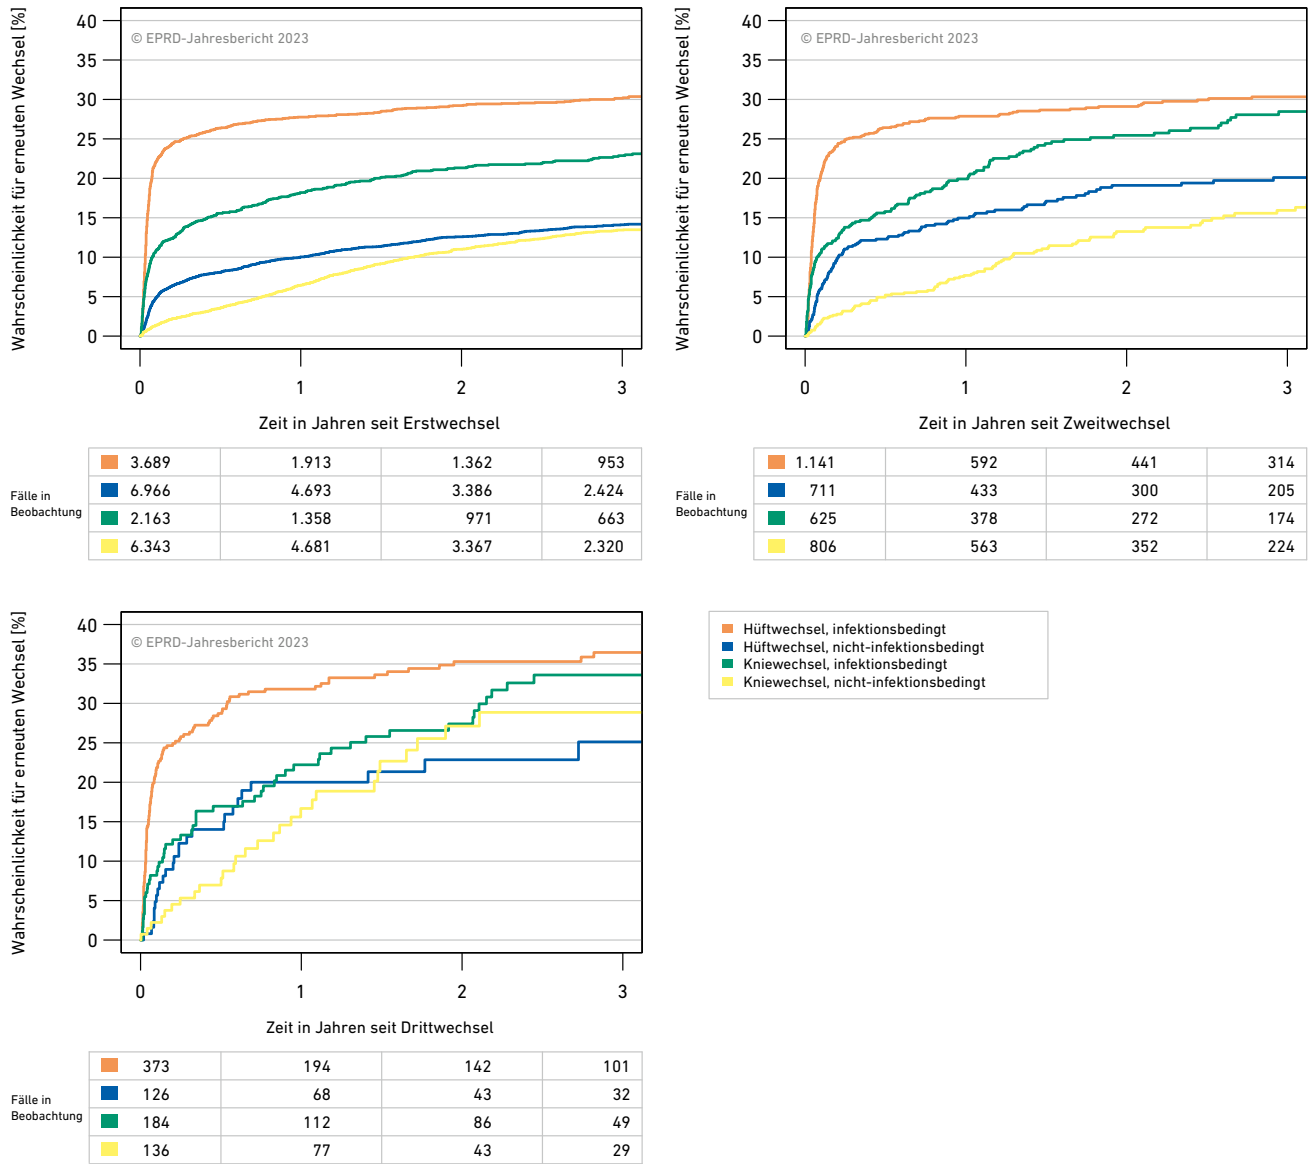 Wahrscheinlichkeit für erneuten Wechsel [%]
40
35
30
25
20
15
10
5
0
© EPRD-Jahresbericht 2023
0 1 2 3
Zeit in Jahren seit Erstwechsel
Fälle in
Beobachtung
3.689 1.913 1.362 953
6.966 4.693 3.386 2.424
2.163 1.358 971 663
6.343 4.681 3.367 2.320
Wahrscheinlichkeit für erneuten Wechsel [%]
40
35
30
25
20
15
10
5
0
© EPRD-Jahresbericht 2023
0 1 2 3
Zeit in Jahren seit Zweitwechsel
Fälle in
Beobachtung
1.141 592 441 314
711 433 300 205
625 378 272 174
806 563 352 224
Wahrscheinlichkeit für erneuten Wechsel [%]
40
35
30
25
20
15
10
5
0
© EPRD-Jahresbericht 2023
0 1 2 3
Zeit in Jahren seit Drittwechsel
Fälle in
Beobachtung
373 194 142 101
126 68 43 32
184 112 86 49
136 77 43 29
Hüftwechsel, infektionsbedingt
Hüftwechsel, nicht-infektionsbedingt
Kniewechsel, infektionsbedingt
Kniewechsel, nicht-infektionsbedingt